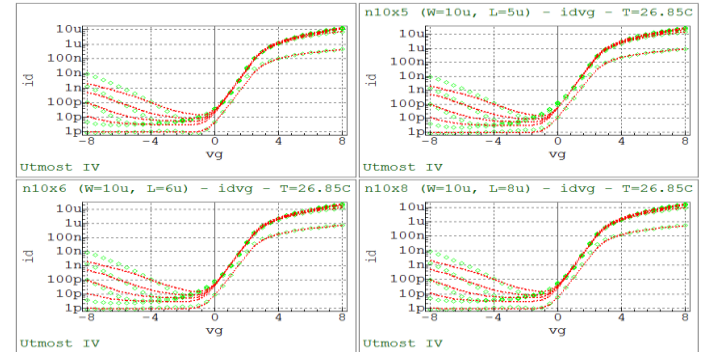 10u
1u
100n
10n
1n
100p
10p
1p
id
-8 -4 0 4 8
vg
Utmost IV
n10x5 (W=10u, L=5u) - idvg - T=26.85C
10u
1u
100n
10n
1n
100p
10p
1p
id
-8 -4 0 4 8
vg
Utmost IV
n10x6 (W=10u, L=6u) - idvg - T=26.85C
10u
1u
100n
10n
1n
100p
10p
1p
id
-8 -4 0 4 8
vg
Utmost IV
n10x8 (W=10u, L=8u) - idvg - T=26.85C
10u
1u
100n
10n
1n
100p
10p
1p
id
-8 -4 0 4 8
vg
Utmost IV